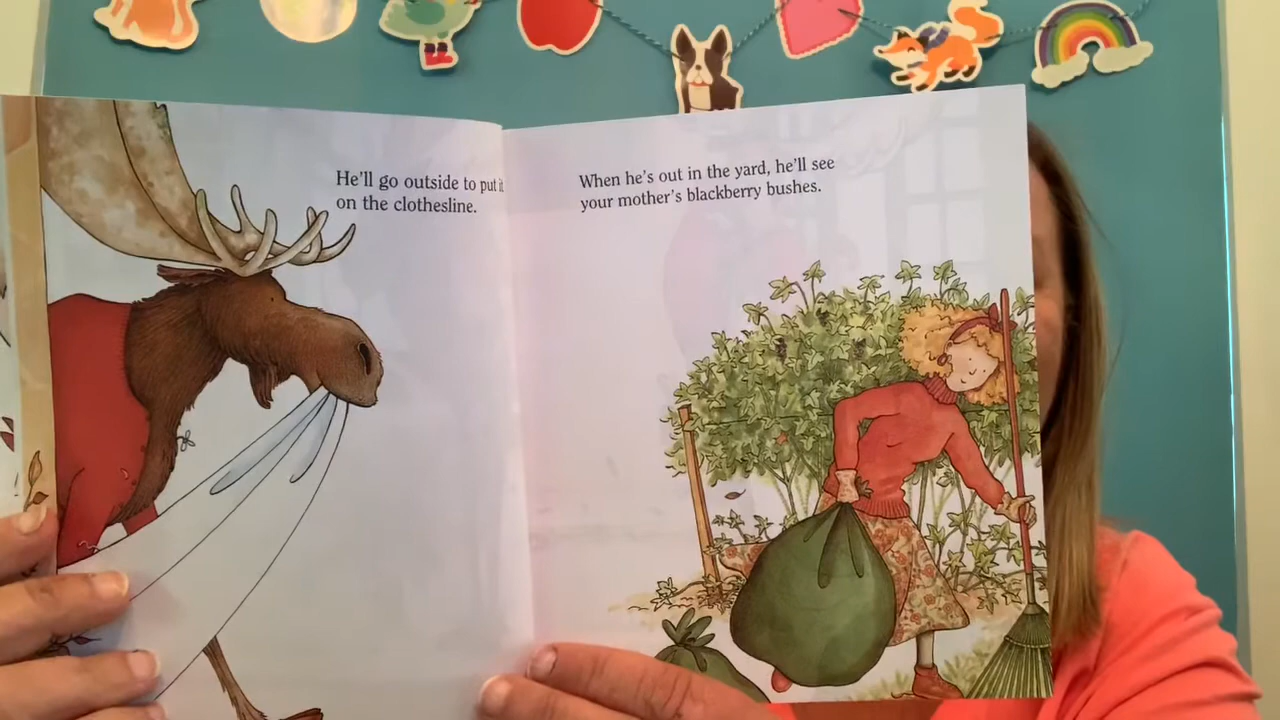 He'll go outside to put it
on the clothesline.
When he's out in the yard, he'll see
your mother's blackberry bushes.